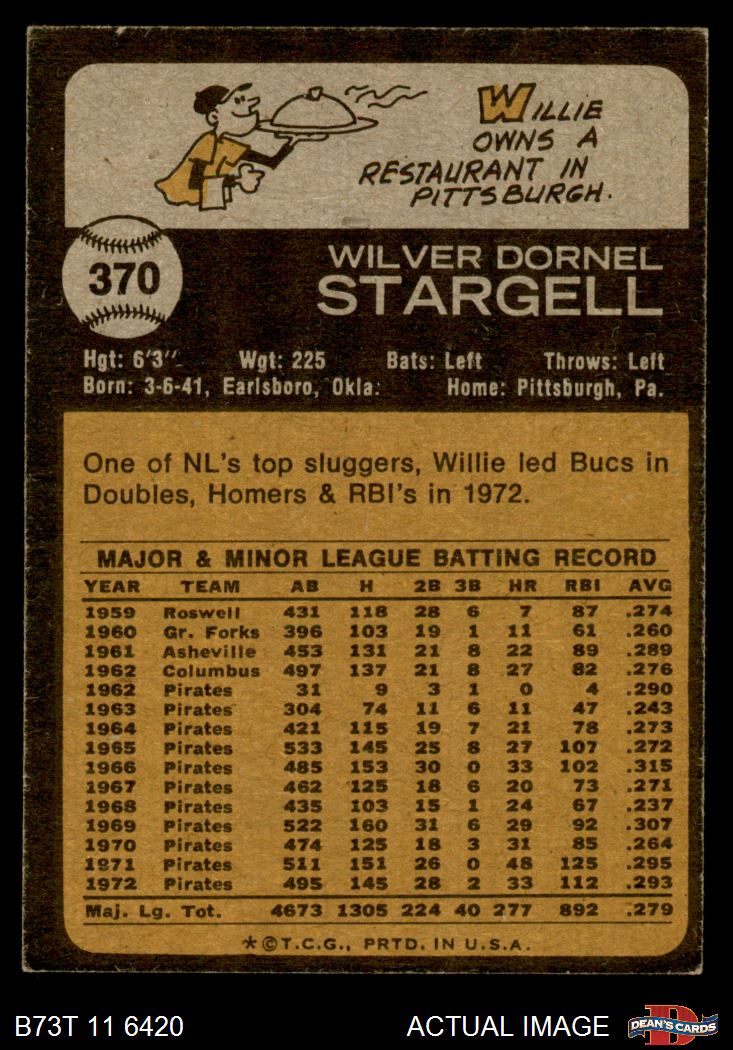 WILLIE
OWNS A
RESTAURANT IN
PITTSBURGH.
370
WILVER DORNEL
STARGELL
Hgt: 6'3" Wgt: 225 Bats: Left Throws: Left
Born: 3-6-41, Earlsboro, Okla. Home: Pittsburgh, Pa.
One of NL's top sluggers, Willie led Bucs in
Doubles, Homers & RBI's in 1972.
MAJOR & MINOR LEAGUE BATTING RECORD
YEAR TEAM AB H 2B 3B HR RBI AVG
1959 Roswell 431 118 28 6 7 87 .274
1960 Gr. Forks 396 103 19 1 11 61 .260
1961 Asheville 453 131 21 8 22 89 .289
1962 Columbus 497 137 21 8 27 82 .276
1962 Pirates 31 9 3 1 0 4 .290
1963 Pirates 304 74 11 6 11 47 .243
1964 Pirates 421 115 19 7 21 78 .273
1965 Pirates 533 145 25 8 27 107 .272
1966 Pirates 485 153 30 0 33 102 .315
1967 Pirates 462 125 18 6 20 73 .271
1968 Pirates 435 103 15 1 24 67 .237
1969 Pirates 522 160 31 6 29 92 .307
1970 Pirates 474 125 18 3 31 85 .264
1971 Pirates 511 151 26 0 48 125 .295
1972 Pirates 495 145 28 2 33 112 .293
Maj. Lg. Tot. 4673 1305 224 40 277 892 .279
*©T.C.G., PRTD. IN U.S.A.
B73T 11 6420 ACTUAL IMAGE D DEAN'S CARDS